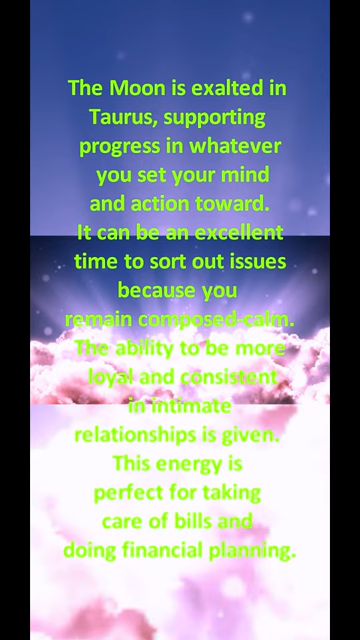 The Moon is exalted in
Taurus, supporting
progress in whatever
you set your mind
and action toward.
It can be an excellent
time to sort out issues
because you
remain composed-calm.
The ability to be more
loyal and consistent
in intimate
relationships is given.
This energy is
perfect for taking
care of bills and
doing financial planning.